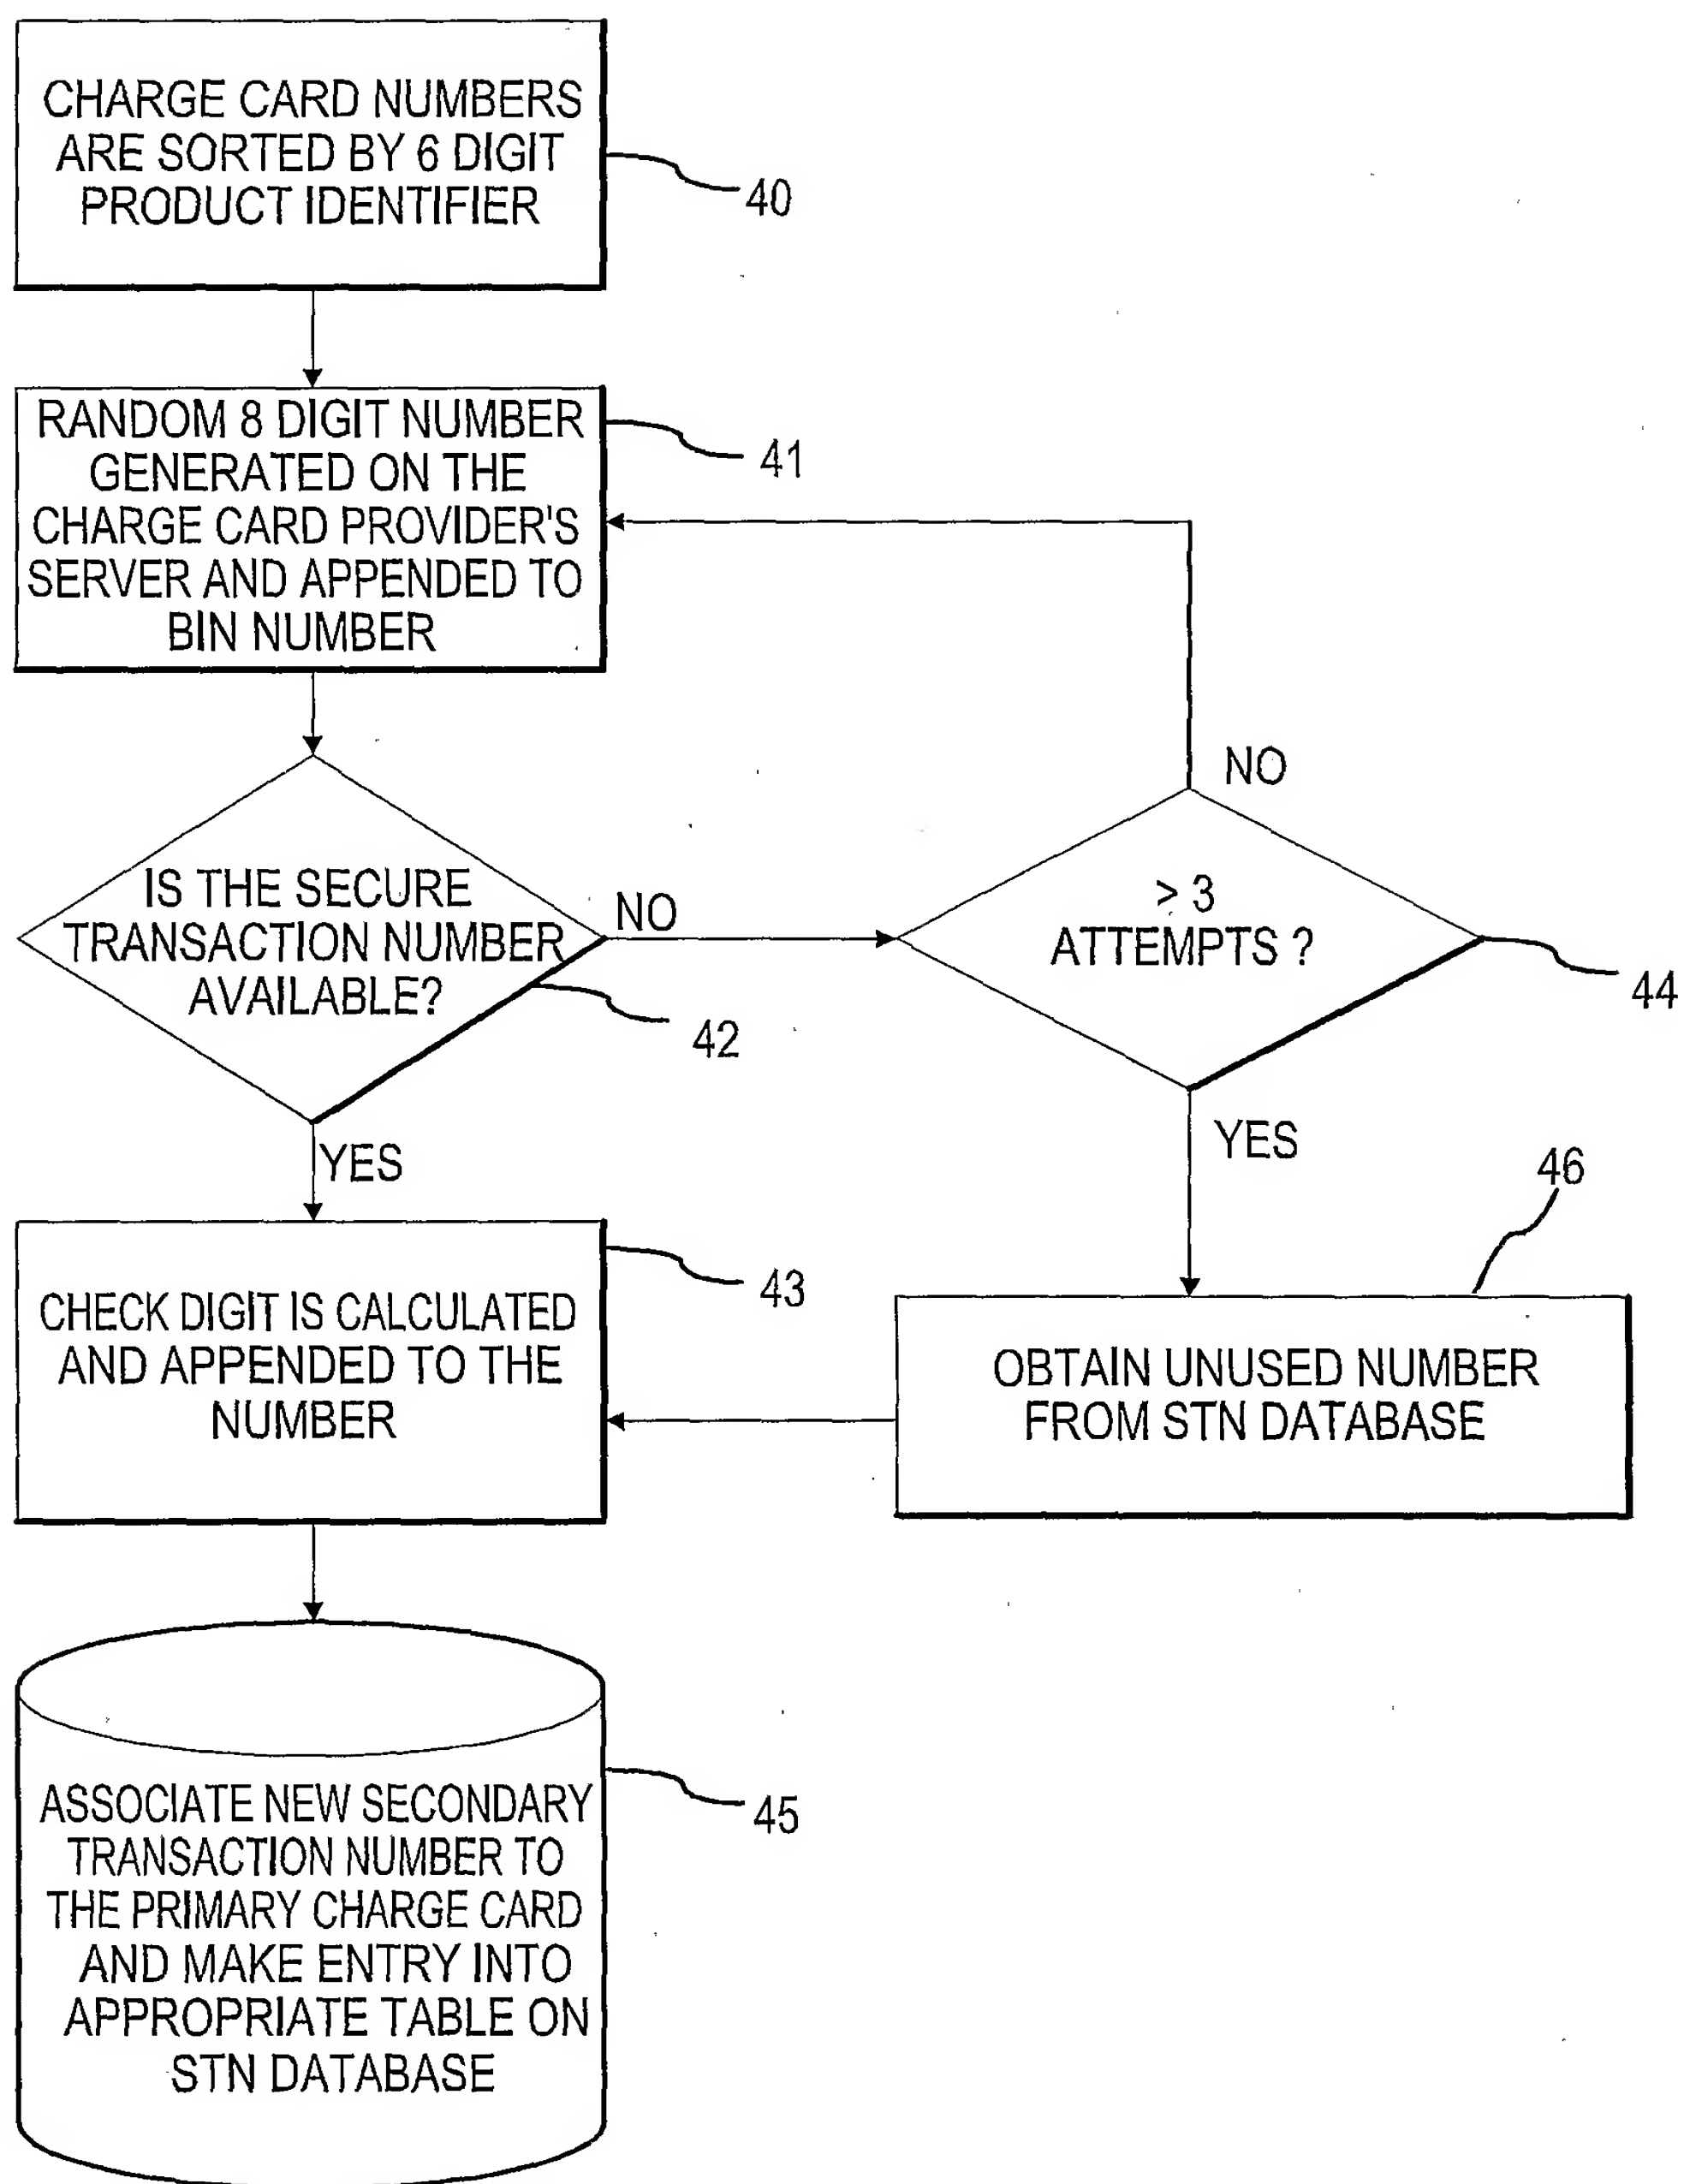 CHARGE CARD NUMBERS
ARE SORTED BY 6 DIGIT
PRODUCT IDENTIFIER
40
RANDOM 8 DIGIT NUMBER
GENERATED ON THE
CHARGE CARD PROVIDER'S
SERVER AND APPENDED TO
BIN NUMBER
41
IS THE SECURE
TRANSACTION NUMBER
AVAILABLE?
NO
42
YES
> 3
ATTEMPTS ?
NO
44
YES
46
CHECK DIGIT IS CALCULATED
AND APPENDED TO THE
NUMBER
43
OBTAIN UNUSED NUMBER
FROM STN DATABASE
ASSOCIATE NEW SECONDARY
TRANSACTION NUMBER TO
THE PRIMARY CHARGE CARD
AND MAKE ENTRY INTO
APPROPRIATE TABLE ON
STN DATABASE
45